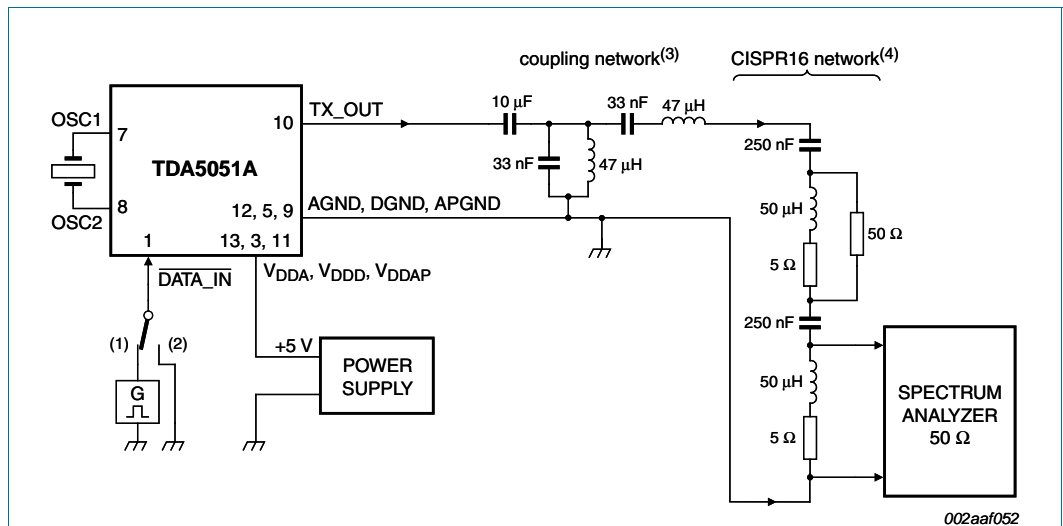 coupling network(3)
CISPR16 network(4)
10 μF
33 nF
47 μH
TX_OUT
OSC1
7
10
250 nF
33 nF
47 μH
TDA5051A
50 μH
50 Ω
8
12, 5, 9
AGND, DGND, APGND
OSC2
1
13, 3, 11
5 Ω
DATA_IN
VDDA, VDDD, VDDAP
250 nF
(1)
(2)
+5 V
POWER
SUPPLY
50 μH
SPECTRUM
ANALYZER
50 Ω
G
5 Ω
002aaf052